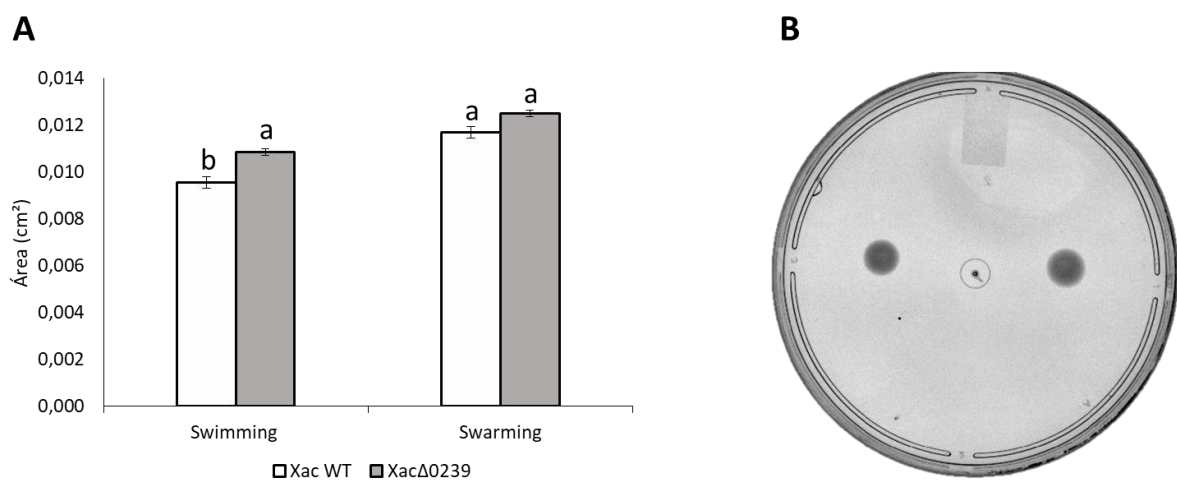 A
B
0,014
0,012
0,010
0,008
0,006
0,004
0,002
0,000
Área (cm²)
b
a
a
a
Swimming
Swarming
Xac WT
XacΔ0239